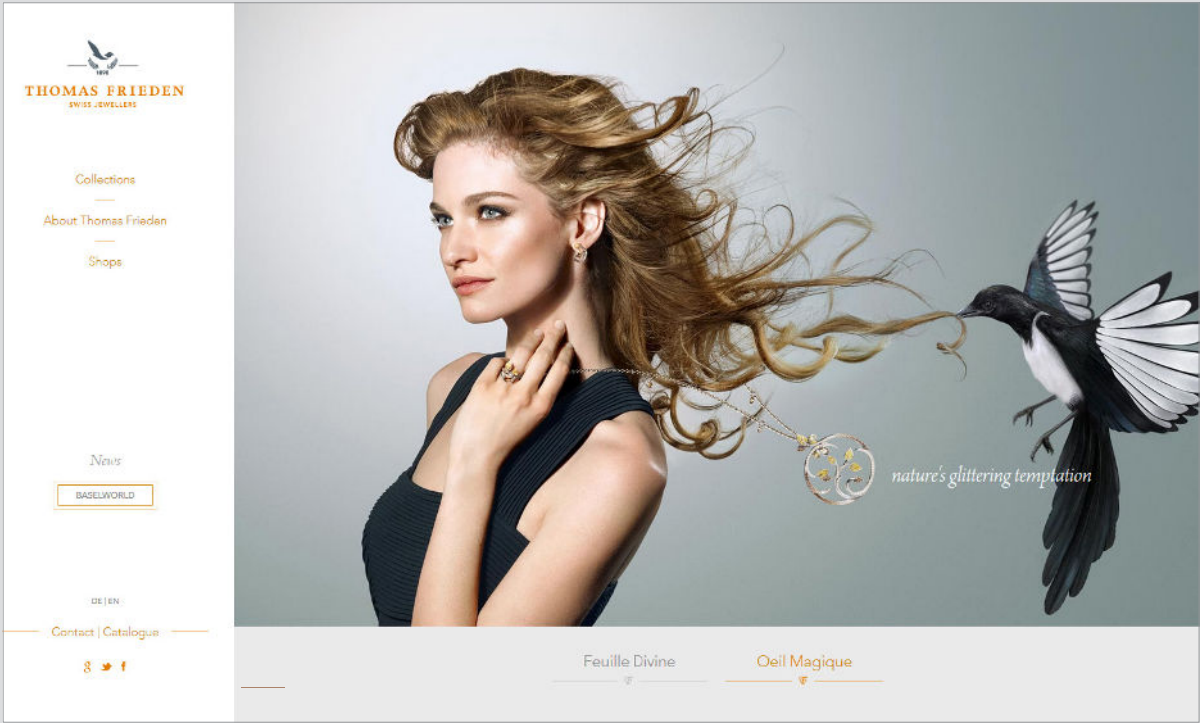 1898
THOMAS FRIEDEN
SWISS JEWELLERS
Collections
About Thomas Frieden
Shops
News
BASELWORLD
DE | EN
Contact | Catalogue
nature's glittering temptation
Feuille Divine
Oeil Magique